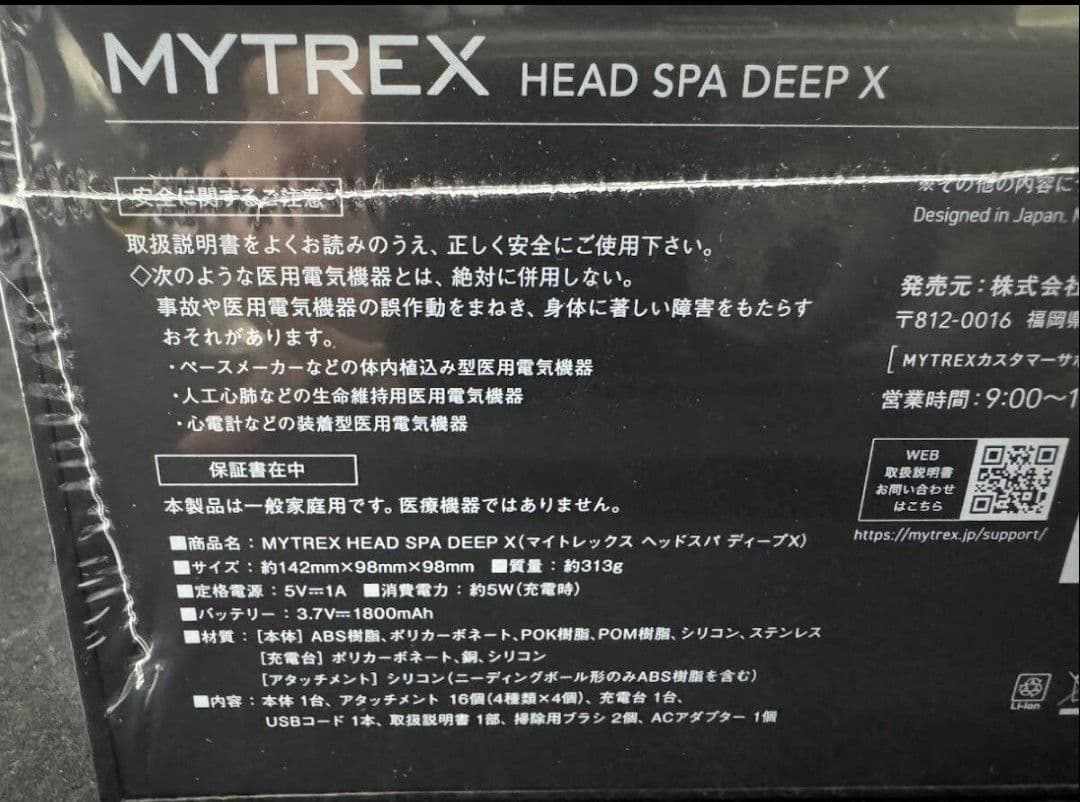 MYTREX HEAD SPA DEEP X
安全に関するご注意
取扱説明書をよくお読みのうえ、正しく安全にご使用下さい。
◇次のような医用電気機器とは、絶対に併用しない。
事故や医用電気機器の誤作動をまねき、身体に著しい障害をもたらす
おそれがあります。
・ペースメーカーなどの体内植込み型医用電気機器
・人工心肺などの生命維持用医用電気機器
・心電計などの装着型医用電気機器
保証書在中
本製品は一般家庭用です。医療機器ではありません。
■商品名：MYTREX HEAD SPA DEEP X(マイトレックス ヘッドスパ ディープX)
■サイズ：約142mm×98mm×98mm ■質量：約313g
■定格電源：5V⎓1A ■消費電力：約5W(充電時)
■バッテリー：3.7V⎓1800mAh
■材質：[本体] ABS樹脂、ポリカーボネート、POK樹脂、POM樹脂、シリコン、ステンレス
[充電台] ポリカーボネート、銅、シリコン
[アタッチメント] シリコン(ニーディングボール形のみABS樹脂を含む)
■内容：本体 1台、アタッチメント 16個(4種類×4個)、充電台 1台、
USBコード 1本、取扱説明書 1部、掃除用ブラシ 2個、ACアダプター 1個
※その他の内容に
Designed in Japan.
発売元：株式会社
〒812-0016 福岡県
[MYTREXカスタマーサポ
営業時間：9:00〜1
WEB
取扱説明書
お問い合わせ
はこちら
https://mytrex.jp/support/
Li-ion